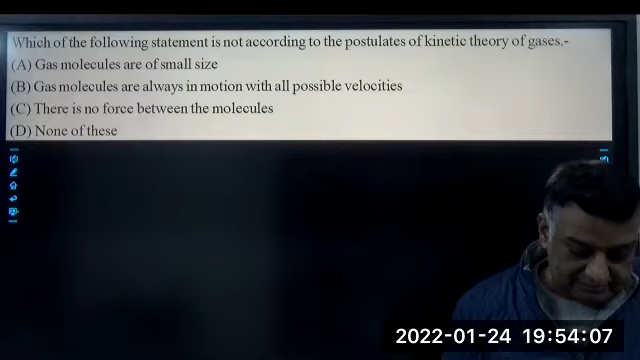 Which of the following statement is not according to the postulates of kinetic theory of gases.-
(A) Gas molecules are of small size
(B) Gas molecules are always in motion with all possible velocities
(C) There is no force between the molecules
(D) None of these
2022-01-24 19:54:07